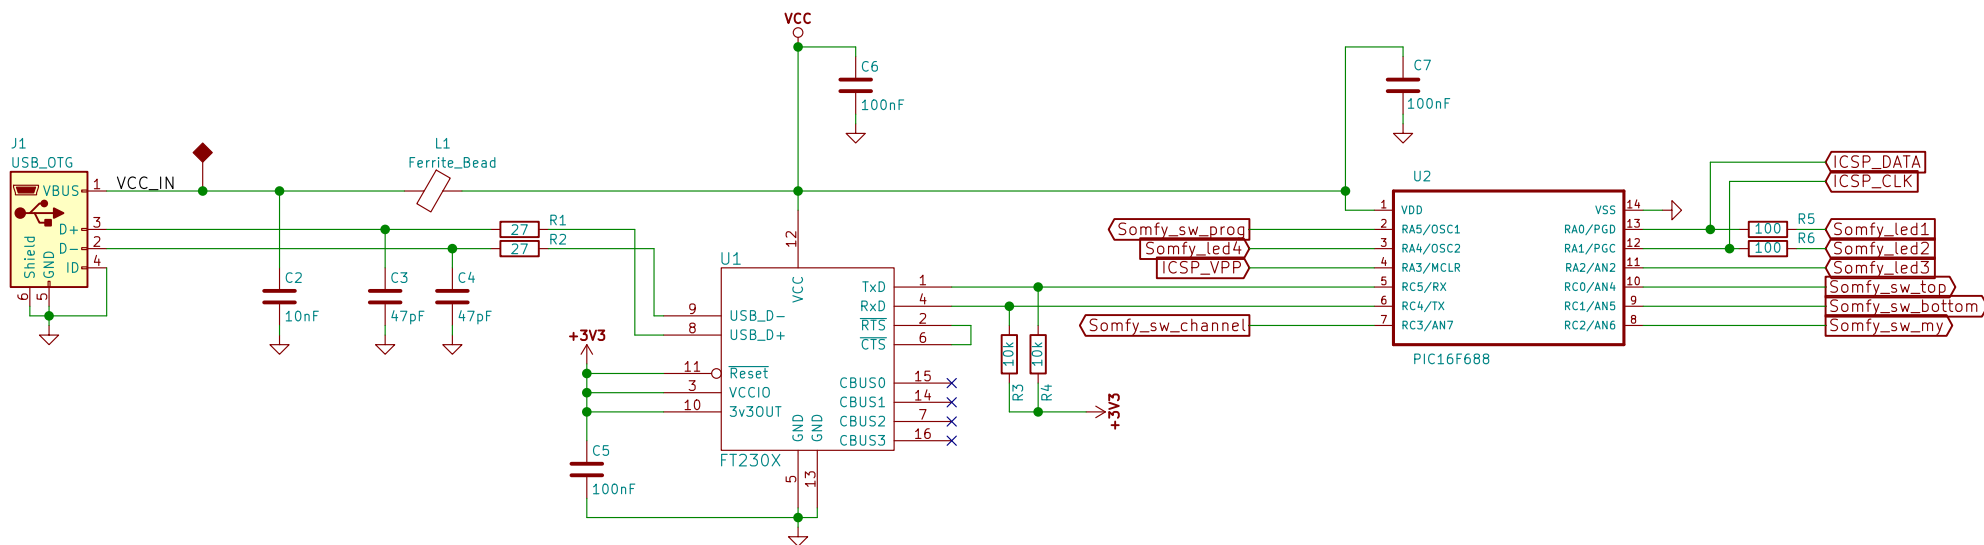 VCC
C6
100nF
C7
100nF
J1
USB_OTG
VBUS
1
VCC_IN
D+
3
D-
2
ID
4
Shield
GND
6
5
L1
Ferrite_Bead
27
R1
27
R2
C2
10nF
C3
47pF
C4
47pF
+3V3
C5
100nF
U1
12
VCC
9
USB_D-
8
USB_D+
11
Reset
3
VCCIO
10
3v3OUT
TxD
1
RxD
4
RTS
2
CTS
6
CBUS0
15
CBUS1
14
CBUS2
7
CBUS3
16
GND
GND
5
13
FT230X
10k
R3
10k
R4
+3V3
Somfy_sw_prog
Somfy_led4
ICSP_VPP
Somfy_sw_channel
U2
1
VDD
VSS
14
2
RA5/OSC1
RA0/PGD
13
3
RA4/OSC2
RA1/PGC
12
4
RA3/MCLR
RA2/AN2
11
5
RC5/RX
RC0/AN4
10
6
RC4/TX
RC1/AN5
9
7
RC3/AN7
RC2/AN6
8
PIC16F688
ICSP_DATA
ICSP_CLK
R5
100
Somfy_led1
R6
100
Somfy_led2
Somfy_led3
Somfy_sw_top
Somfy_sw_bottom
Somfy_sw_my